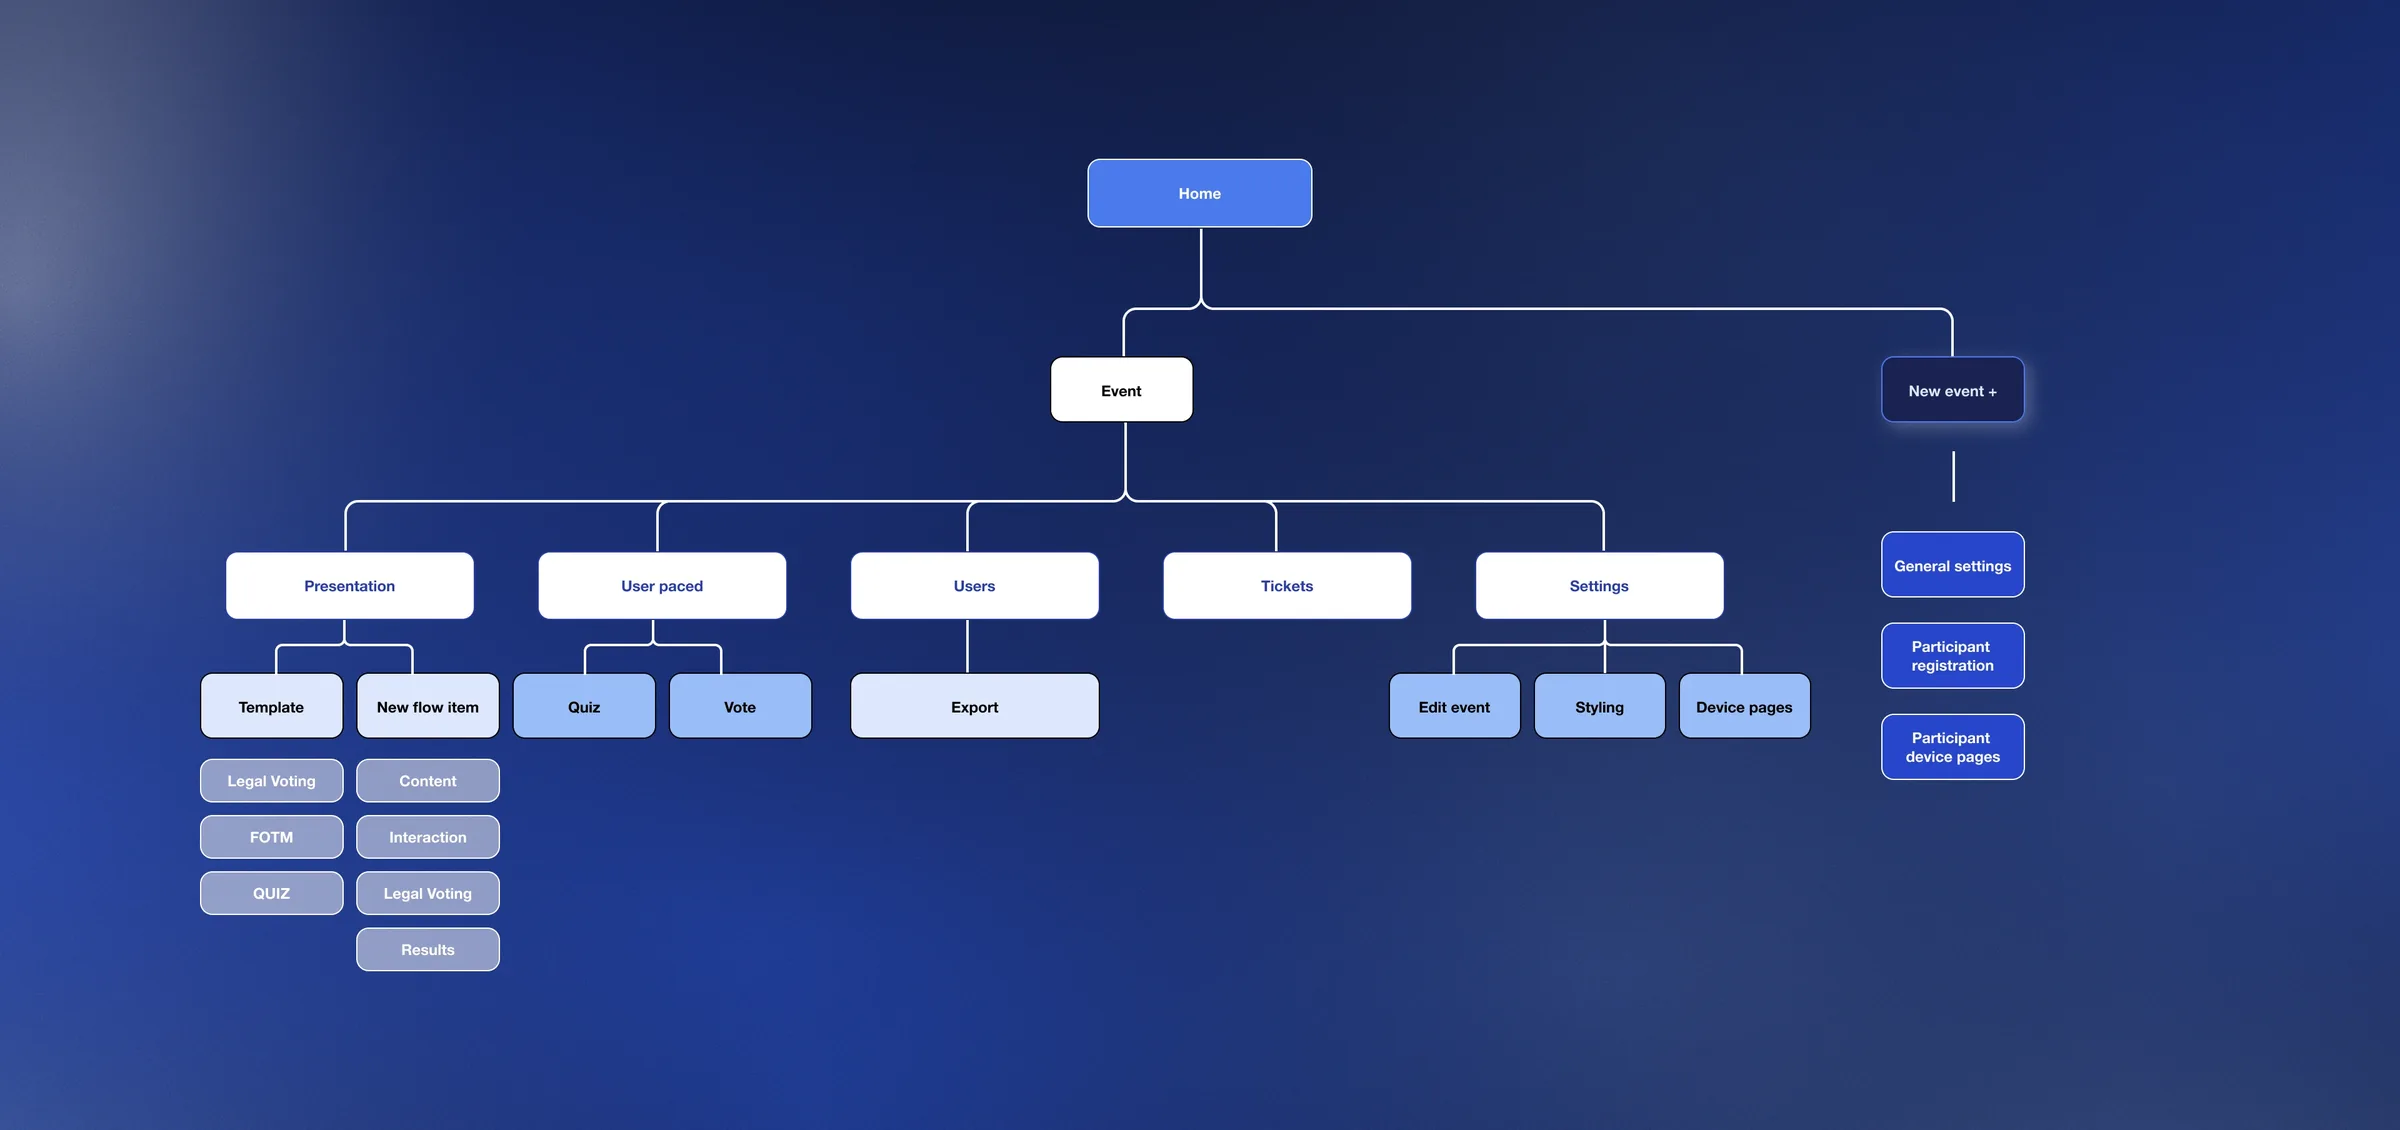 Home
Event
New event +
Presentation
User paced
Users
Tickets
Settings
General settings
Participant
registration
Participant
device pages
Template
New flow item
Quiz
Vote
Export
Edit event
Styling
Device pages
Legal Voting
Content
FOTM
Interaction
QUIZ
Legal Voting
Results